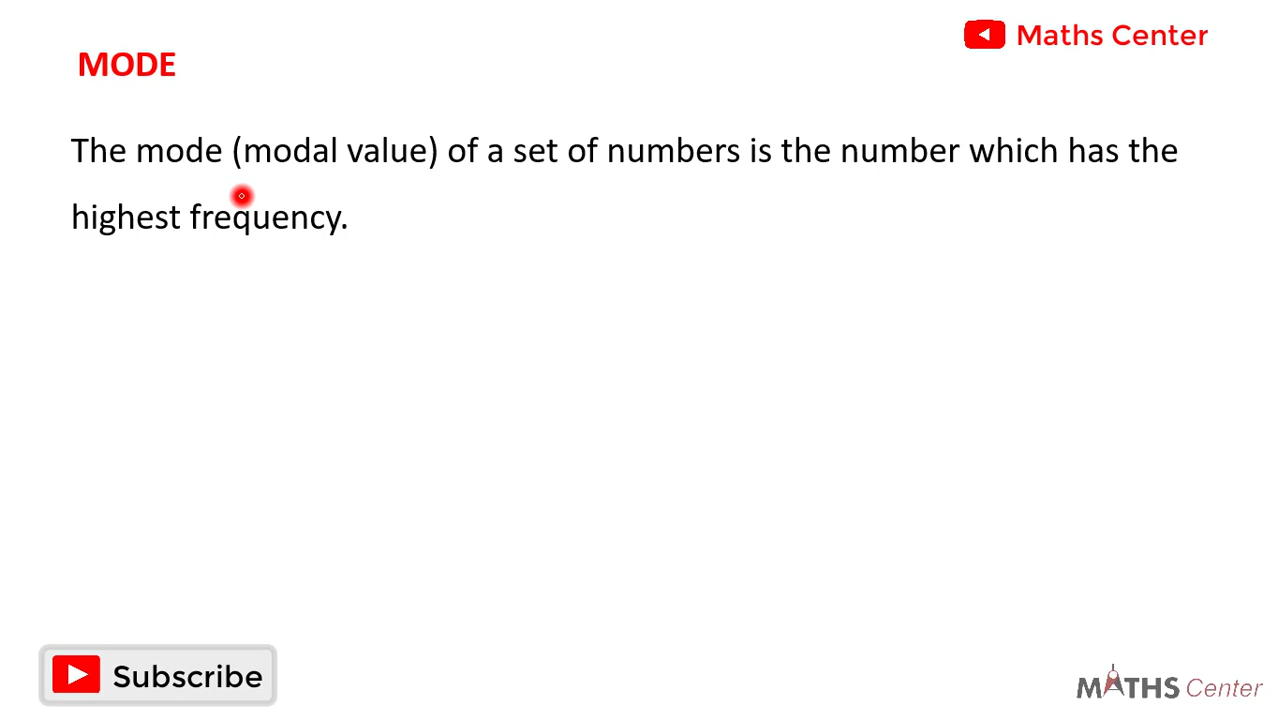 Maths Center
MODE
The mode (modal value) of a set of numbers is the number which has the
highest frequency.
Subscribe
MATHS Center